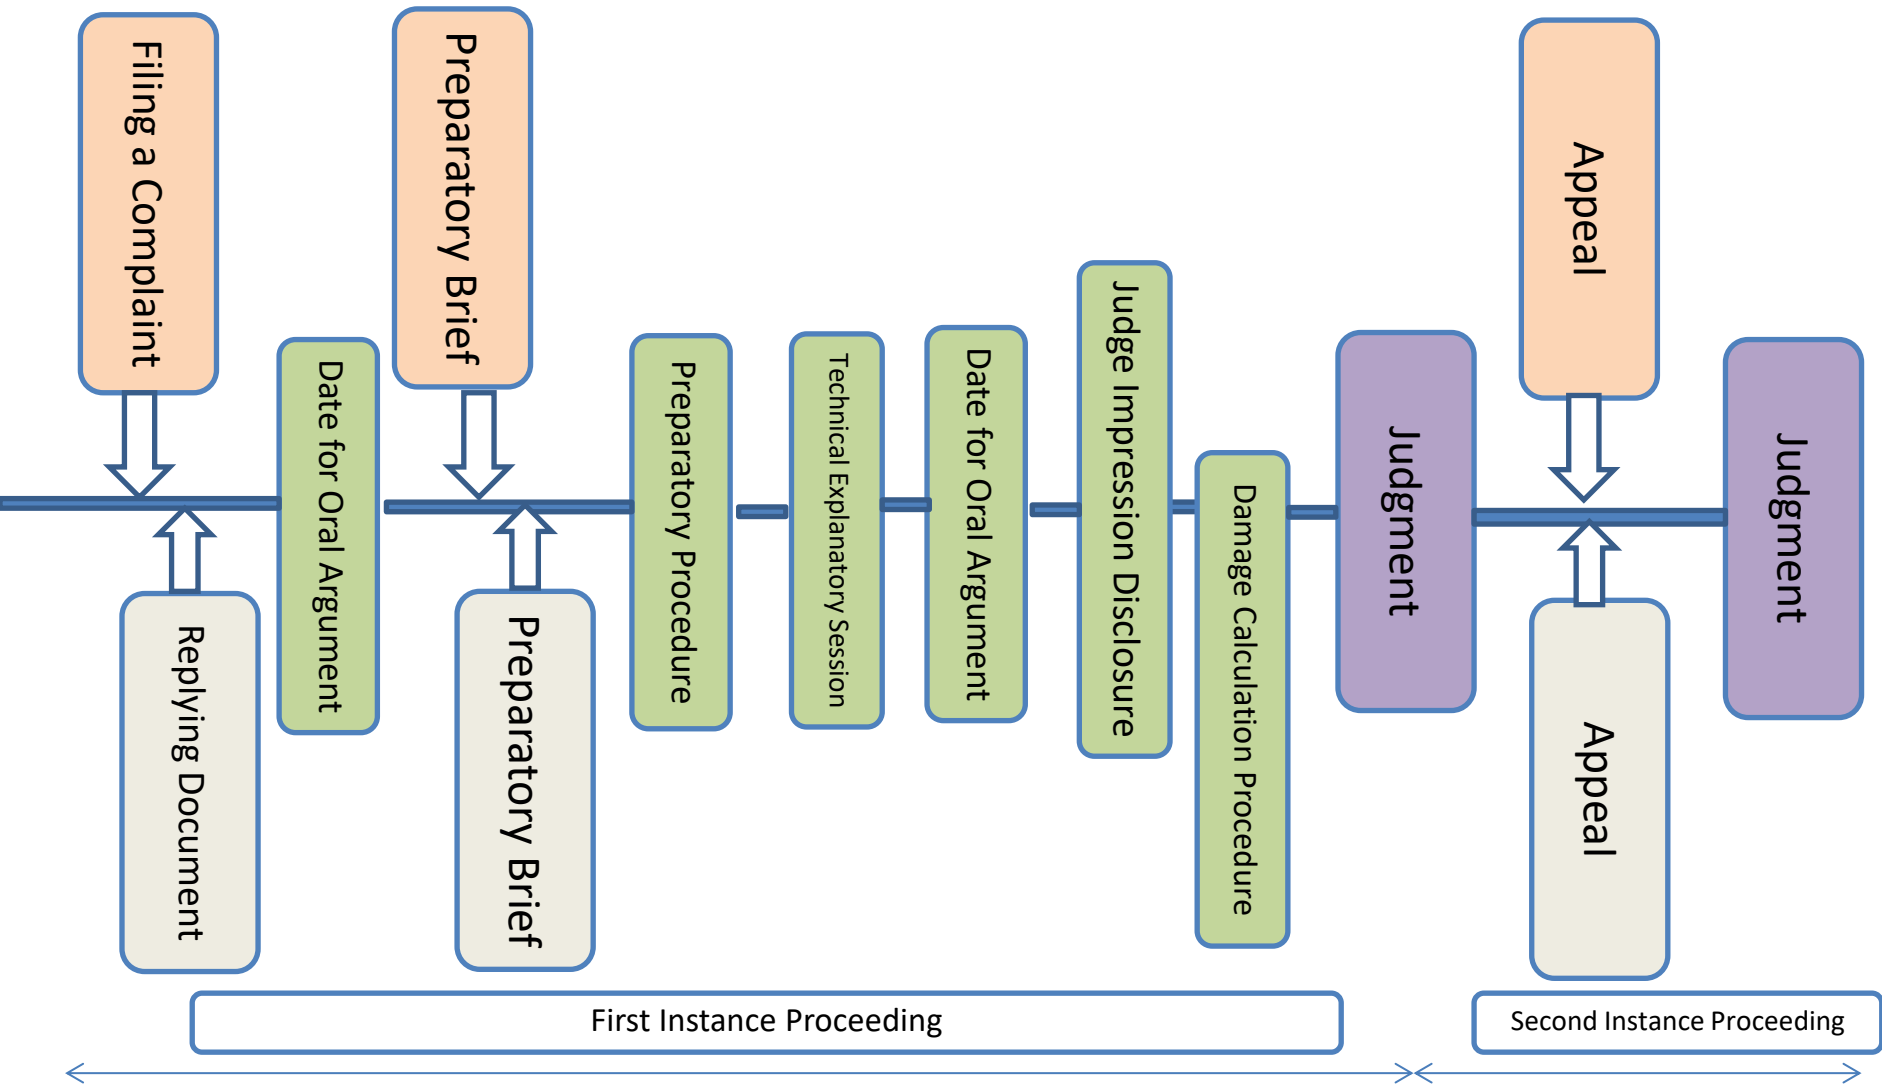 Filing a Complaint
Replying Document
Date for Oral Argument
Preparatory Brief
Preparatory Brief
Preparatory Procedure
Technical Explanatory Session
Date for Oral Argument
Judge Impression Disclosure
Damage Calculation Procedure
Judgment
Appeal
Appeal
Judgment
First Instance Proceeding
Second Instance Proceeding